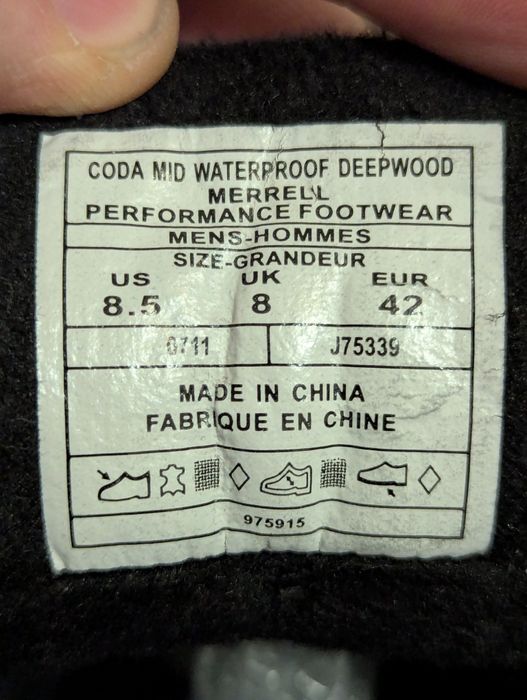 CODA MID WATERPROOF DEEPWOOD
MERRELL
PERFORMANCE FOOTWEAR
MENS-HOMMES
SIZE-GRANDEUR
US UK EUR
8.5 8 42
0711 J75339
MADE IN CHINA
FABRIQUE EN CHINE
975915